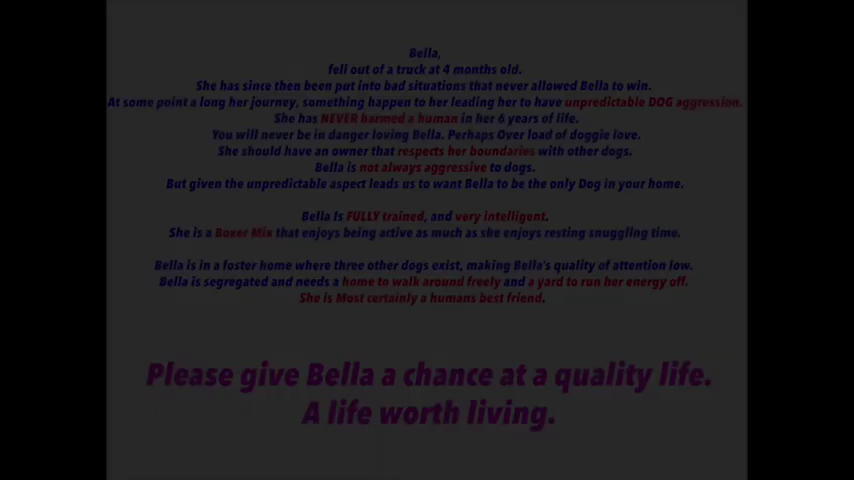 Bella,
fell out of a truck at 4 months old.
She has since then been put into bad situations that never allowed Bella to win.
At some point a long her journey, something happen to her leading her to have unpredictable DOG aggression.
She has NEVER harmed a human in her 6 years of life.
You will never be in danger loving Bella. Perhaps Over load of doggie love.
She should have an owner that respects her boundaries with other dogs.
Bella is not always aggressive to dogs.
But given the unpredictable aspect leads us to want Bella to be the only Dog in your home.
Bella Is FULLY trained, and very intelligent.
She is a Boxer Mix that enjoys being active as much as she enjoys resting snuggling time.
Bella is in a foster home where three other dogs exist, making Bella's quality of attention low.
Bella is segregated and needs a home to walk around freely and a yard to run her energy off.
She is Most certainly a humans best friend.
Please give Bella a chance at a quality life.
A life worth living.